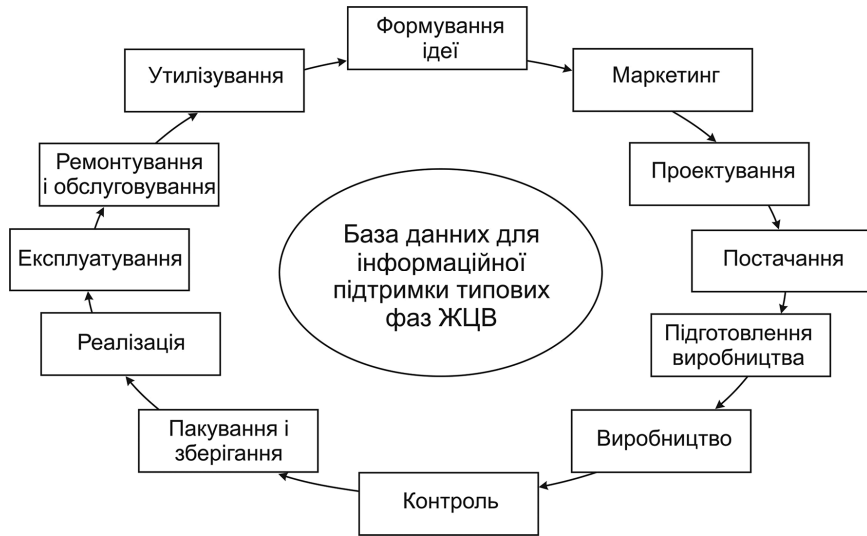 Формування
ідеї
Маркетинг
Проектування
Постачання
Підготовлення
виробництва
Виробництво
Контроль
Пакування і
зберігання
Реалізація
Експлуатування
Ремонтування
і обслуговування
Утилізування
База данних для
інформаційної
підтримки типових
фаз ЖЦВ